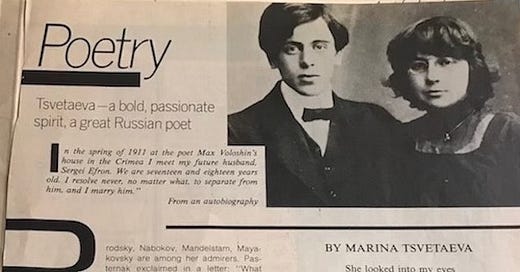 Poetry
Tsvetaeva—a bold, passionate
spirit, a great Russian poet
In the spring of 1911 at the poet Max Voloshin's
house in the Crimea I meet my future husband,
Sergei Efron. We are seventeen and eighteen years
old. I resolve never, no matter what, to separate from
him, and I marry him."
From an autobiography
rodsky, Nabokov, Mandelstam, Maya-
kovsky are among her admirers. Pas-
ternak exclaimed in a letter: "What
BY MARINA TSVETAEVA
She looked into my eyes